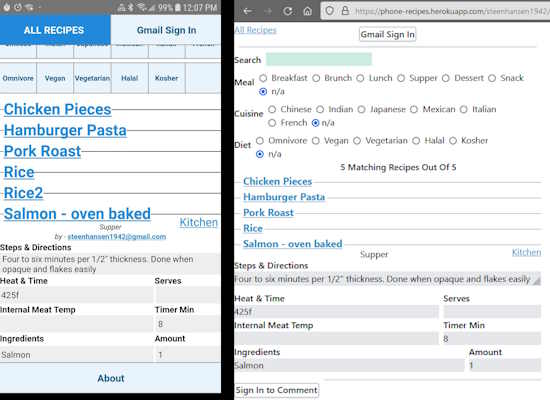 99% 12:07 PM
ALL RECIPES
Gmail Sign In
Omnivore
Vegan
Vegetarian
Halal
Kosher
Chicken Pieces
Hamburger Pasta
Pork Roast
Rice
Rice2
Salmon - oven baked
Kitchen
Supper
by - steenhansen1942@gmail.com
Steps & Directions
Four to six minutes per 1/2" thickness. Done when
opaque and flakes easily
Heat & Time
Serves
425f
Internal Meat Temp
Timer Min
8
Ingredients
Amount
Salmon
1
About
https://phone-recipes.herokuapp.com/steenhansen1942/
All Recipes
Gmail Sign In
Search
Meal
Breakfast
Brunch
Lunch
Supper
Dessert
Snack
n/a
Cuisine
Chinese
Indian
Japanese
Mexican
Italian
French
n/a
Diet
Omnivore
Vegan
Vegetarian
Halal
Kosher
n/a
5 Matching Recipes Out Of 5
Chicken Pieces
Hamburger Pasta
Pork Roast
Rice
Salmon - oven baked
Supper
Kitchen
Steps & Directions
Four to six minutes per 1/2" thickness. Done when opaque and flakes easily
Heat & Time
Serves
425f
Internal Meat Temp
Timer Min
8
Ingredients
Amount
Salmon
1
Sign In to Comment